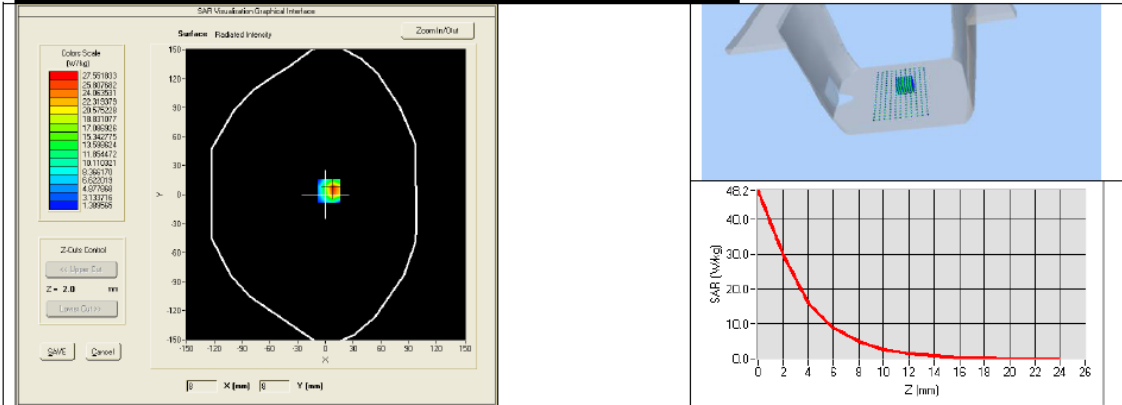 SAR Visualisation Graphical Interface
Surface Radiated Intensity
Zoom In/Out
Colors Scale
(W/kg)
27.551833
25.807682
24.063531
22.319379
20.575228
18.831077
17.086926
15.342775
13.598624
11.854472
10.110321
8.366170
6.622019
4.877868
3.133716
1.389565
Z-Cuts Control
<< Upper Cut
Z = 2.0 mm
Lower Cut >>
SAVE
Cancel
150
120
90
60
30
0
-30
-60
-90
-120
-150
Y
-150 -120 -90 -60 -30 0 30 60 90 120 150
X
X (mm)
Y (mm)
48.2
40.0
30.0
20.0
10.0
0.0
SAR (W/kg)
0 2 4 6 8 10 12 14 16 18 20 22 24 26
Z (mm)